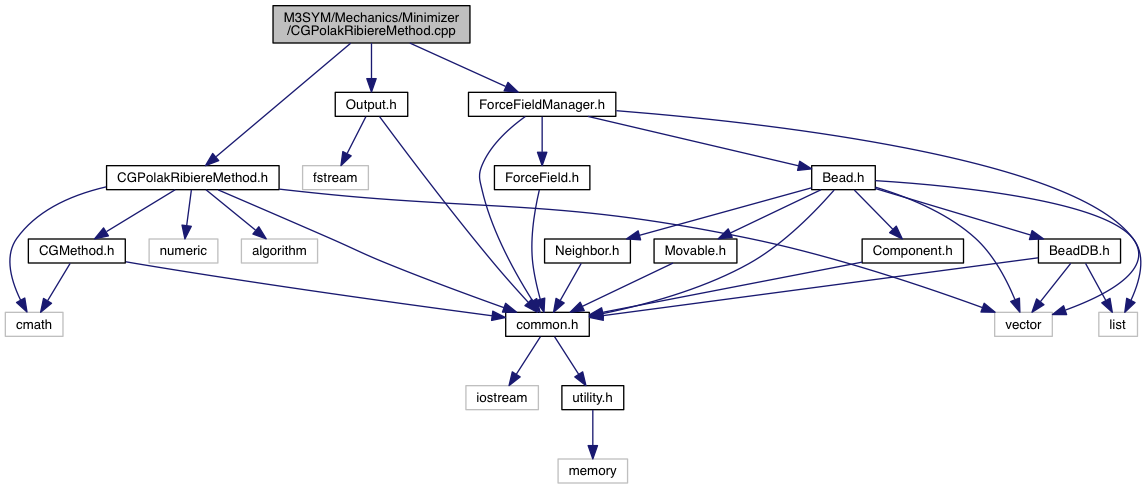 M3SYM/Mechanics/Minimizer
/CGPolakRibiereMethod.cpp
Output.h
ForceFieldManager.h
CGPolakRibiereMethod.h
fstream
ForceField.h
Bead.h
CGMethod.h
numeric
algorithm
Neighbor.h
Movable.h
Component.h
BeadDB.h
cmath
common.h
vector
list
iostream
utility.h
memory